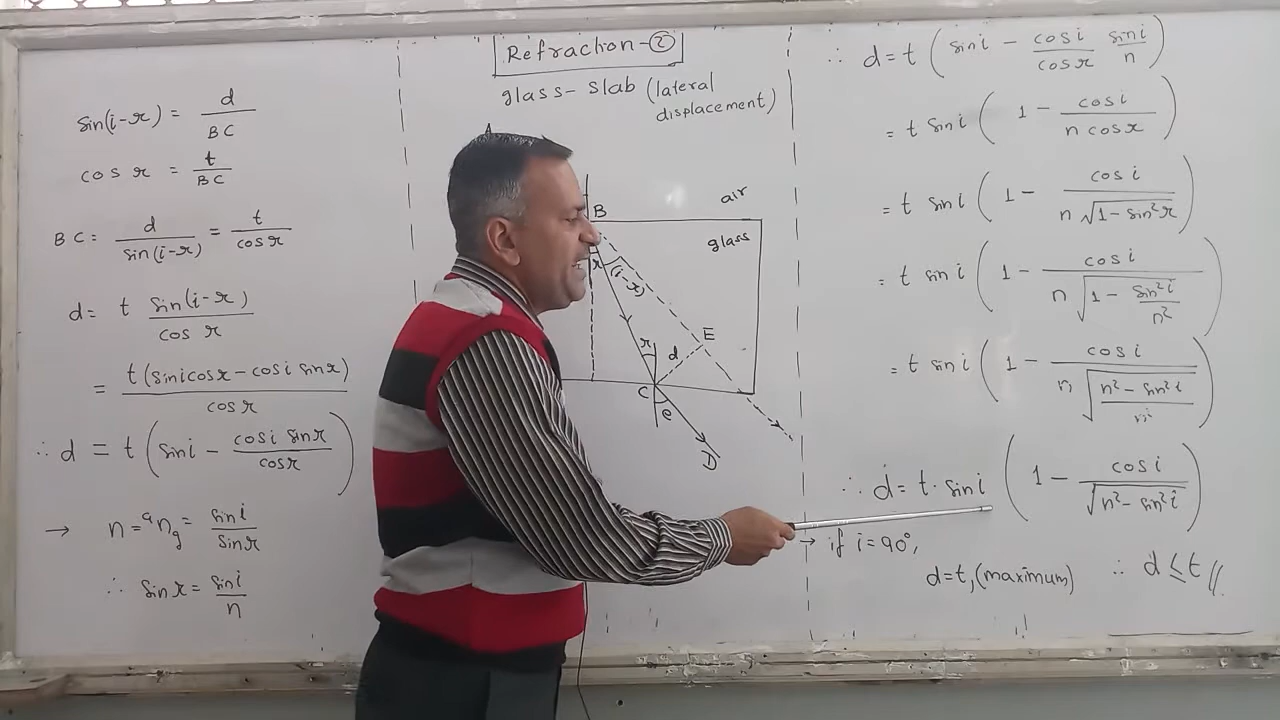 sin(i-r) = d/BC
cos r = t/BC
BC = d/sin(i-r) = t/cos r
d = t sin(i-r)/cos r
= t(sin i cos r - cos i sin r)/cos r
∴ d = t(sin i - cos i sin r/cos r)
→ n = ᵃn_g = sin i/sin r
∴ sin r = sin i/n
Refraction-②
glass-slab (lateral
displacement)
A
B
air
glass
r
(i-r)
r
d
E
C
e
D
∴ d = t (sin i - cos i/cos r sin i/n)
= t sin i (1 - cos i/n cos r)
= t sin i (1 - cos i/n√(1-sin²r))
= t sin i (1 - cos i/n√(1-sin²i/n²))
= t sin i (1 - cos i/n√((n²-sin²i)/n²))
∴ d = t · sin i (1 - cos i/√(n²-sin²i))
→ if i = 90°,
d = t, (maximum) ∴ d ≤ t //